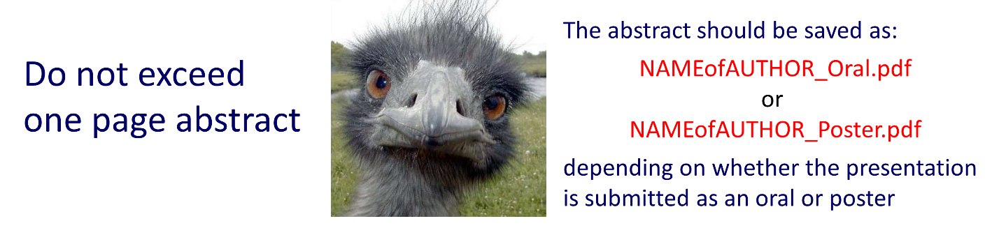 Do not exceed
one page abstract
The abstract should be saved as:
NAMEofAUTHOR_Oral.pdf
or
NAMEofAUTHOR_Poster.pdf
depending on whether the presentation
is submitted as an oral or poster